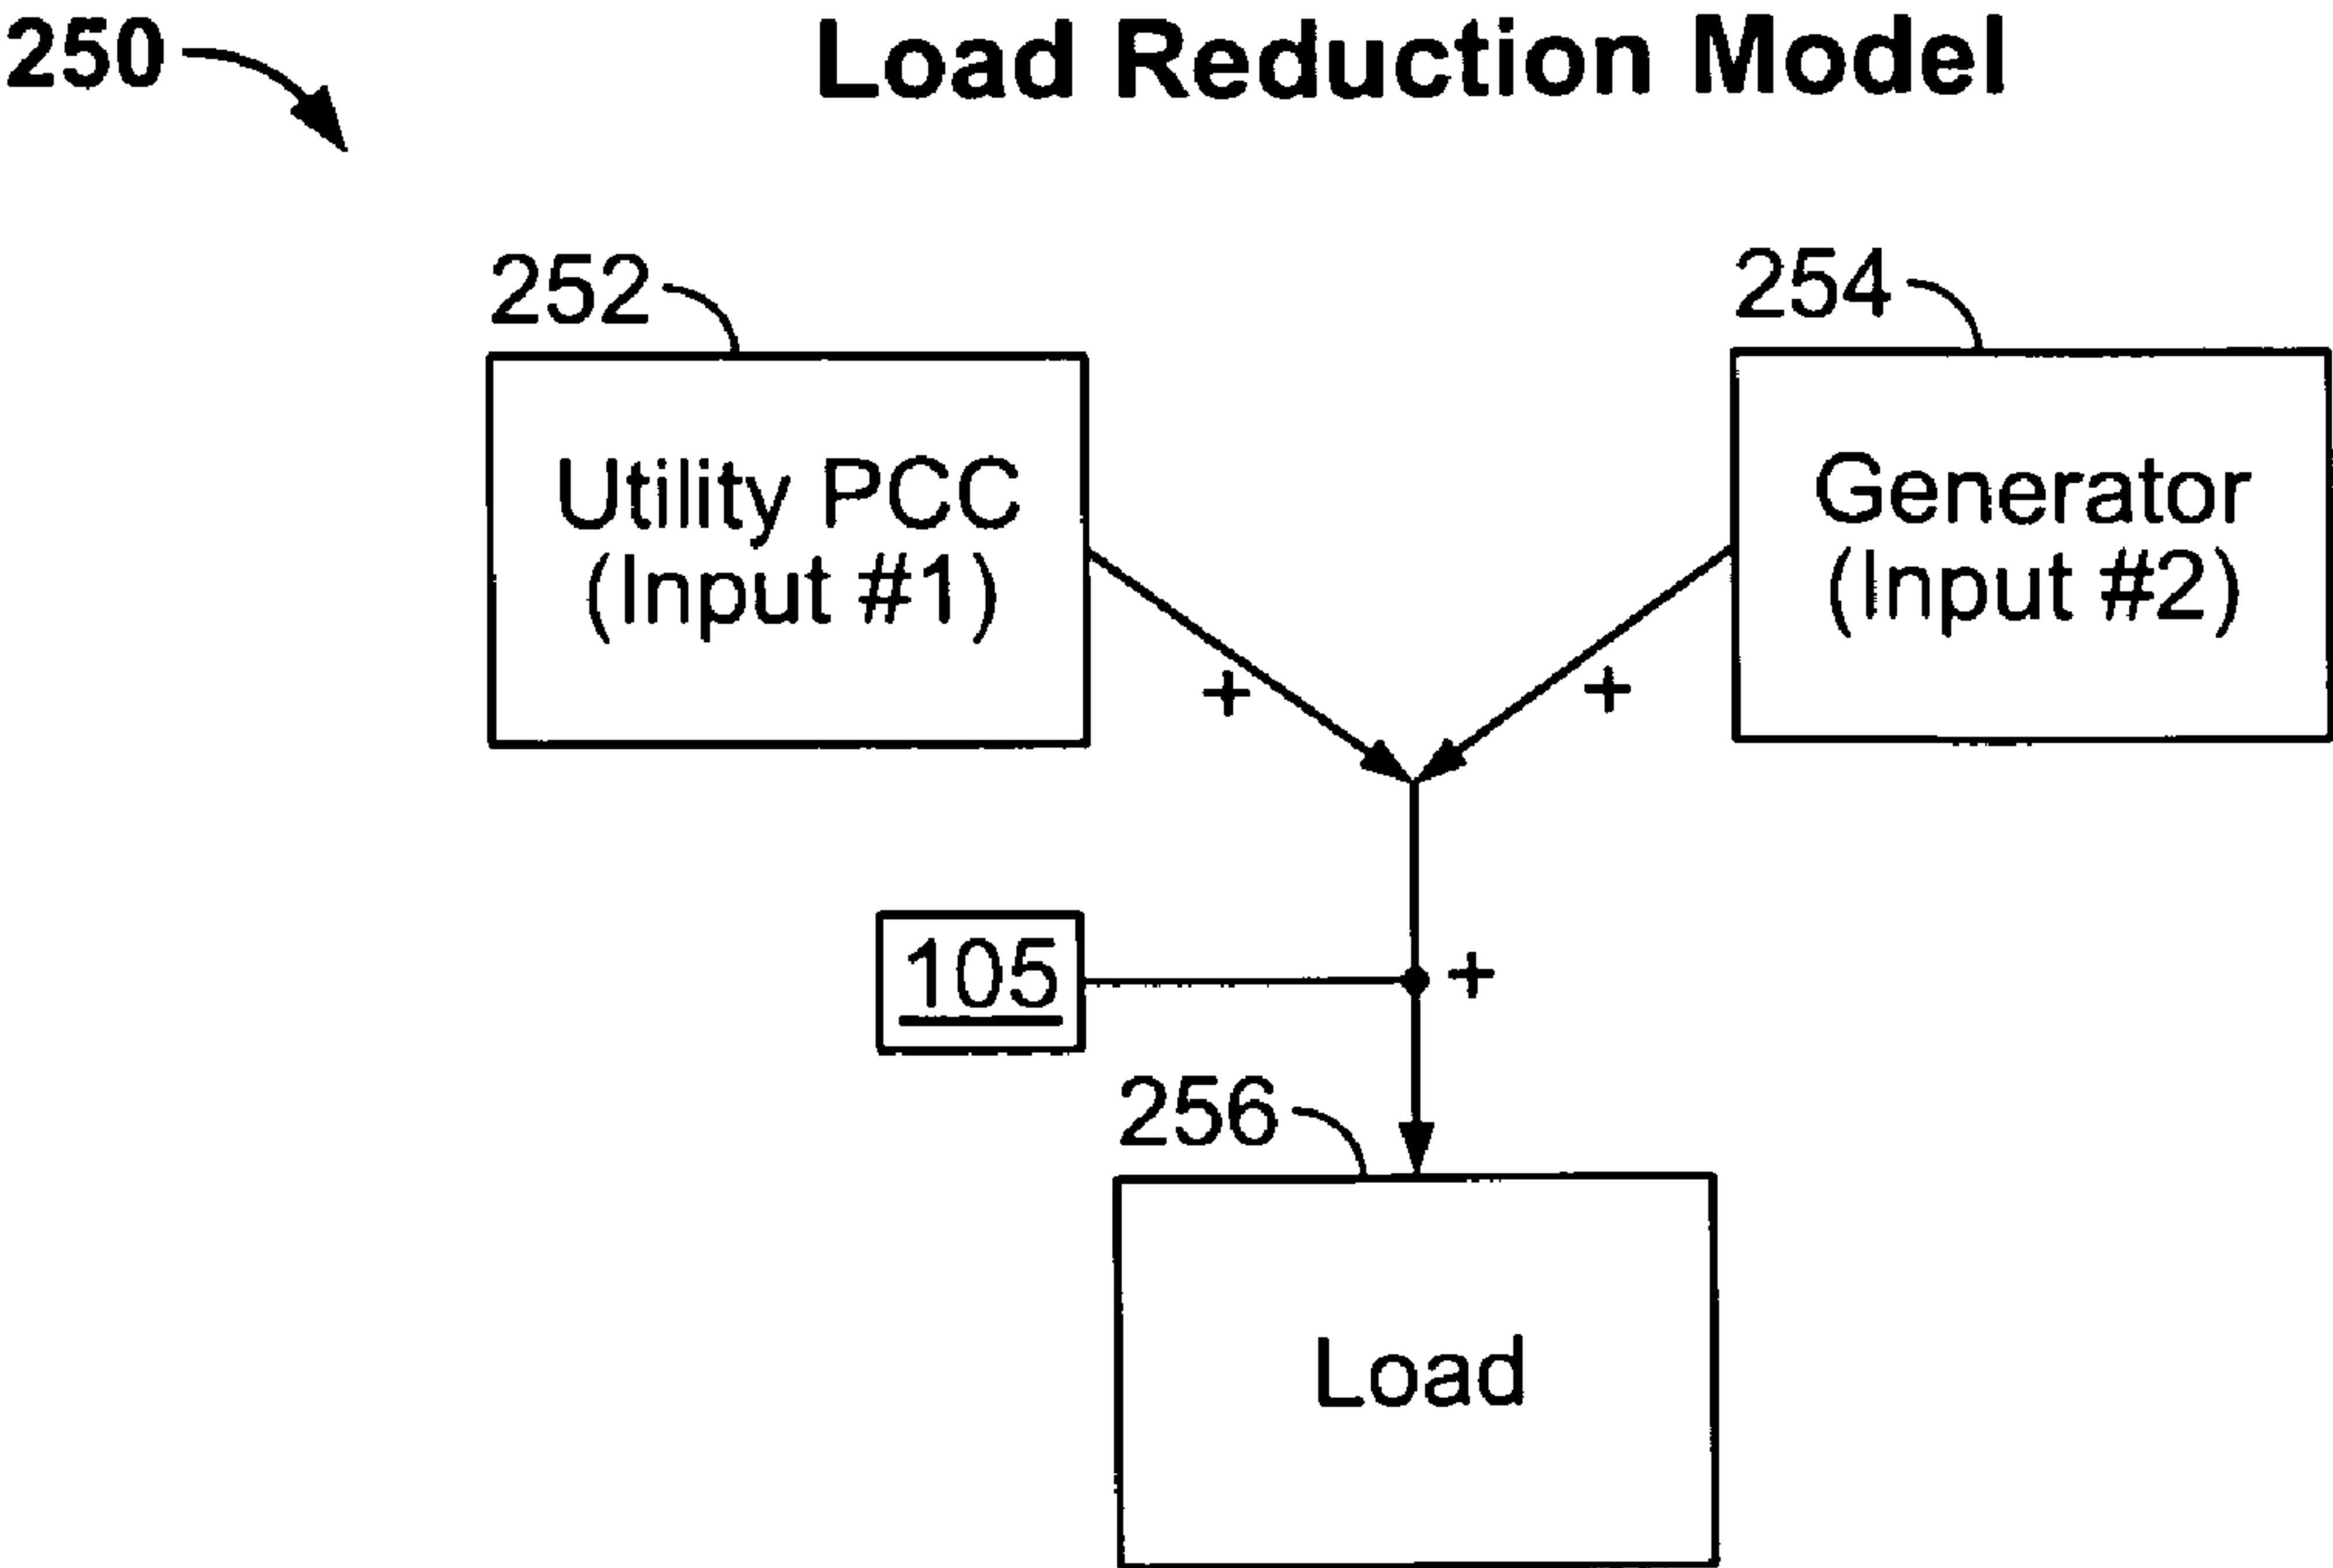 250
Load Reduction Model
252
254
Utility PCC
(Input #1)
Generator
(Input #2)
+
+
105
+
256
Load